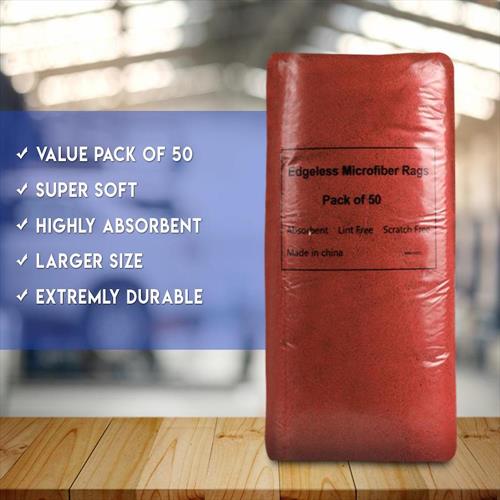 ✓ VALUE PACK OF 50
✓ SUPER SOFT
✓ HIGHLY ABSORBENT
✓ LARGER SIZE
✓ EXTREMLY DURABLE
Edgeless Microfiber Rags
Pack of 50
Absorbent Lint Free Scratch Free
Made in china